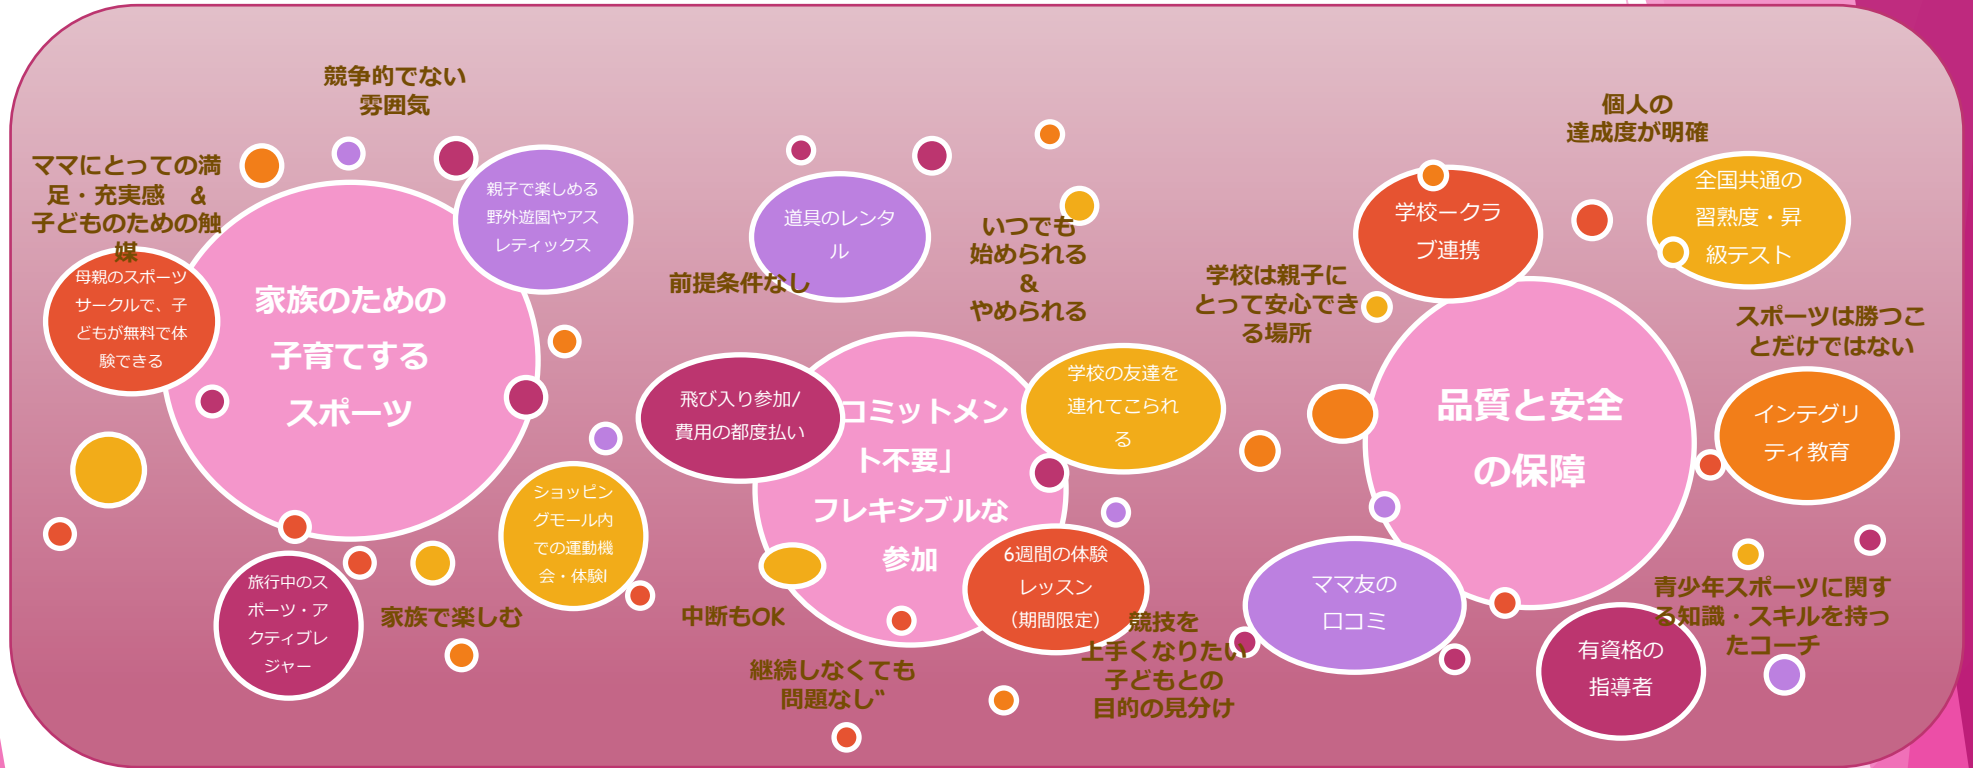 競争的でない
雰囲気
ママにとっての満
足・充実感　&
子どものための触
媒
母親のスポーツ
サークルで、子
どもが無料で体
験できる
家族のための
子育てする
スポーツ
親子で楽しめる
野外遊園やアス
レティックス
ショッピン
グモール内
での運動機
会・体験!
旅行中のス
ポーツ・ア
クティブレ
ジャー
家族で楽しむ
道具のレンタ
ル
前提条件なし
いつでも
始められる
&
やめられる
飛び入り参加/
費用の都度払い
コミットメン
ト不要」
フレキシブルな
参加
学校の友達を
連れてこられ
る
6週間の体験
レッスン
（期間限定）
中断もOK
継続しなくても
問題なし〝
競技を
上手くなりたい
子どもとの
目的の見分け
学校は親子に
とって安心でき
る場所
学校ークラ
ブ連携
個人の
達成度が明確
全国共通の
習熟度・昇
級テスト
スポーツは勝つこ
とだけではない
品質と安全
の保障
インテグリ
ティ教育
ママ友の
口コミ
有資格の
指導者
青少年スポーツに関す
る知識・スキルを持っ
たコーチ